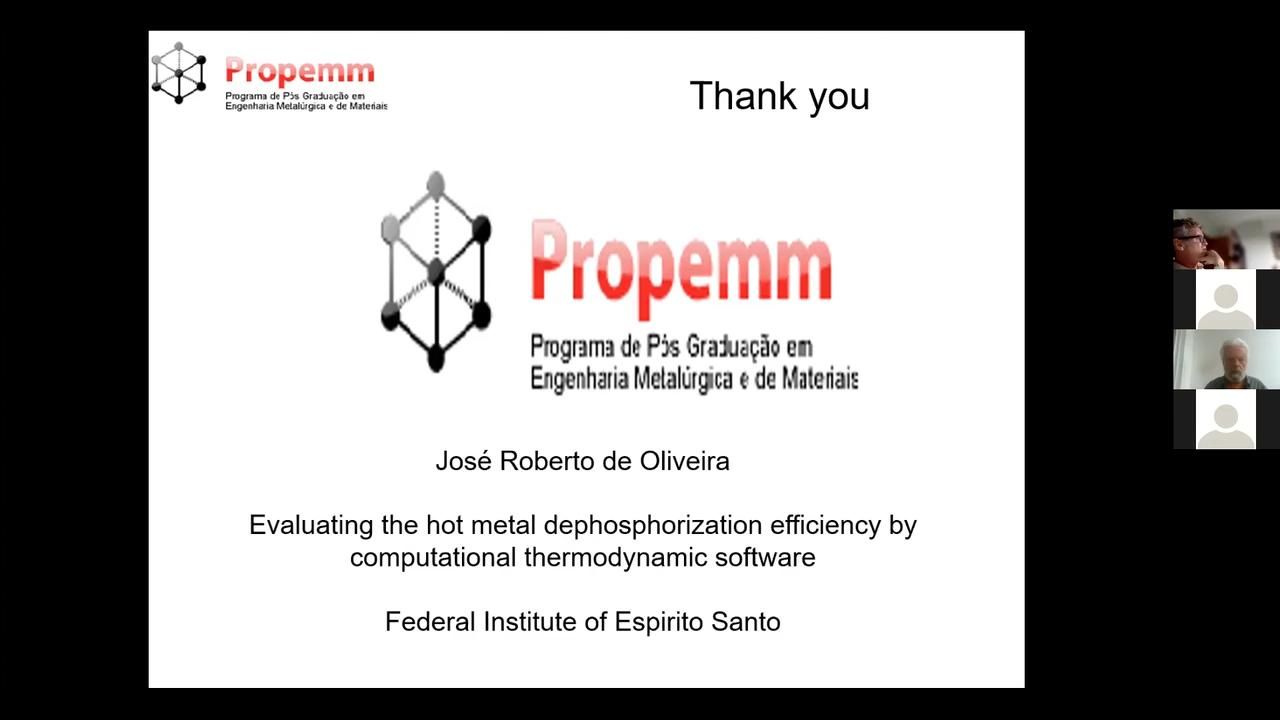 Propemm
Programa de Pós Graduação em
Engenharia Metalúrgica e de Materiais
Thank you
Propemm
Programa de Pós Graduação em
Engenharia Metalúrgica e de Materiais
José Roberto de Oliveira
Evaluating the hot metal dephosphorization efficiency by
computational thermodynamic software
Federal Institute of Espirito Santo